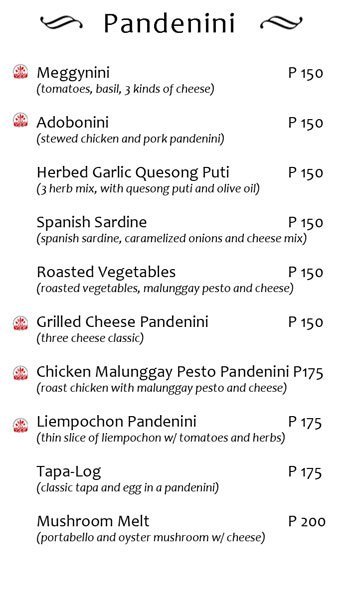 Pandenini
Meggynini P 150
(tomatoes, basil, 3 kinds of cheese)
Adobonini P 150
(stewed chicken and pork pandenini)
Herbed Garlic Quesong Puti P 150
(3 herb mix, with quesong puti and olive oil)
Spanish Sardine P 150
(spanish sardine, caramelized onions and cheese mix)
Roasted Vegetables P 150
(roasted vegetables, malunggay pesto and cheese)
Grilled Cheese Pandenini P 150
(three cheese classic)
Chicken Malunggay Pesto Pandenini P175
(roast chicken with malunggay pesto and cheese)
Liempochon Pandenini P 175
(thin slice of liempochon w/ tomatoes and herbs)
Tapa-Log P 175
(classic tapa and egg in a pandenini)
Mushroom Melt P 200
(portabello and oyster mushroom w/ cheese)